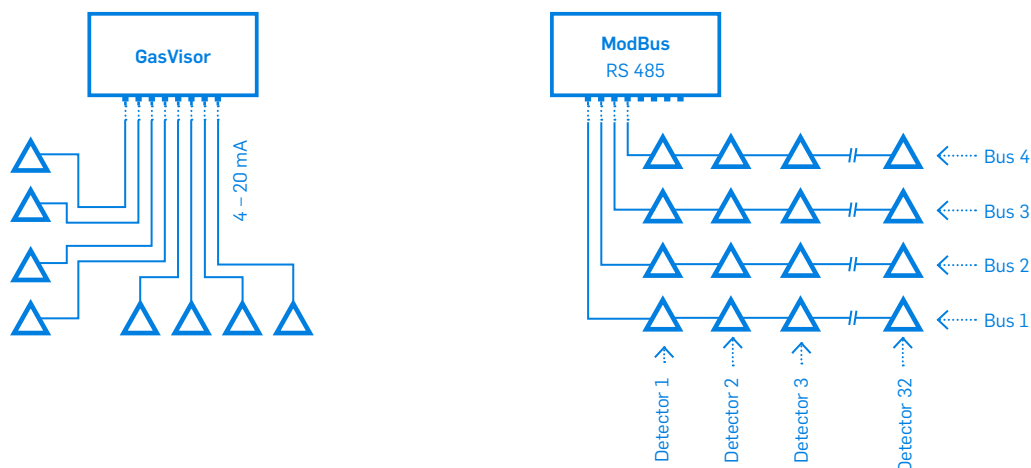 GasVisor
4 – 20 mA
ModBus
RS 485
Bus 4
Bus 3
Bus 2
Bus 1
Detector 1
Detector 2
Detector 3
Detector 32